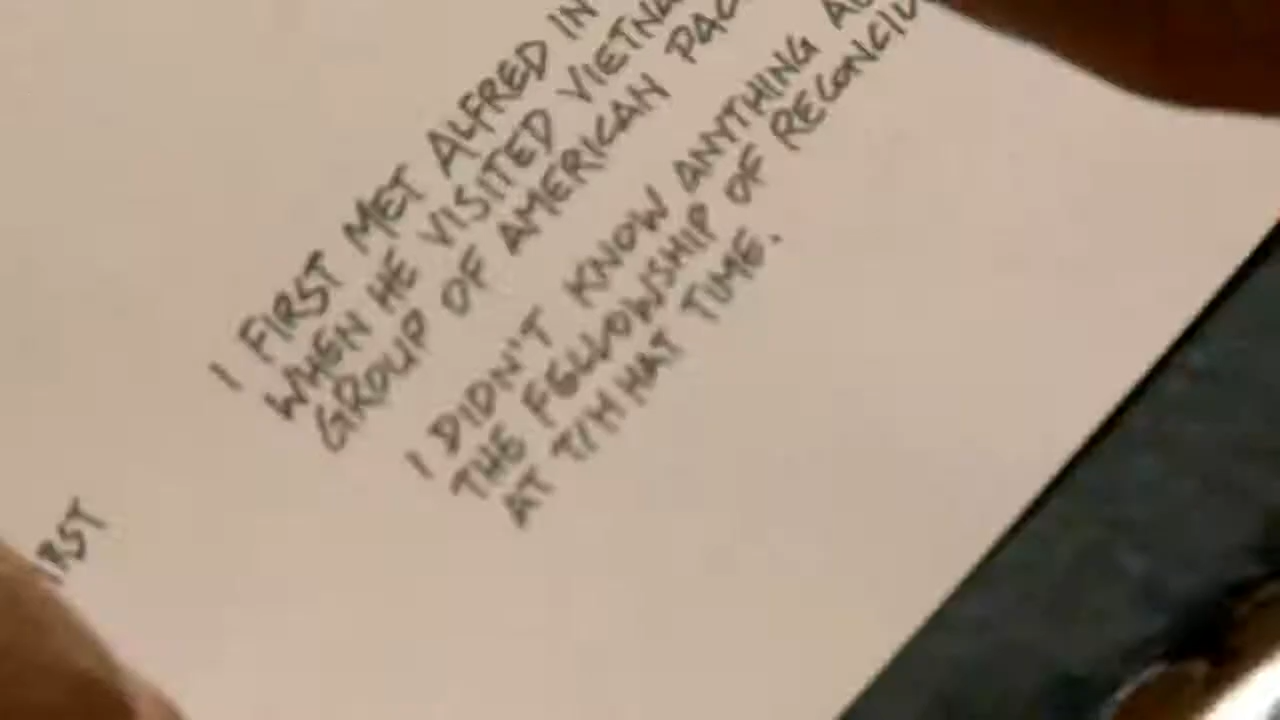 I FIRST MET ALFRED IN
WHEN HE VISITED VIETNA
GROUP OF AMERICAN PAC
I DIDN'T KNOW ANYTHING A
THE FELLOWSHIP OF RECONCIL
AT T/H HAT TIME.
RST